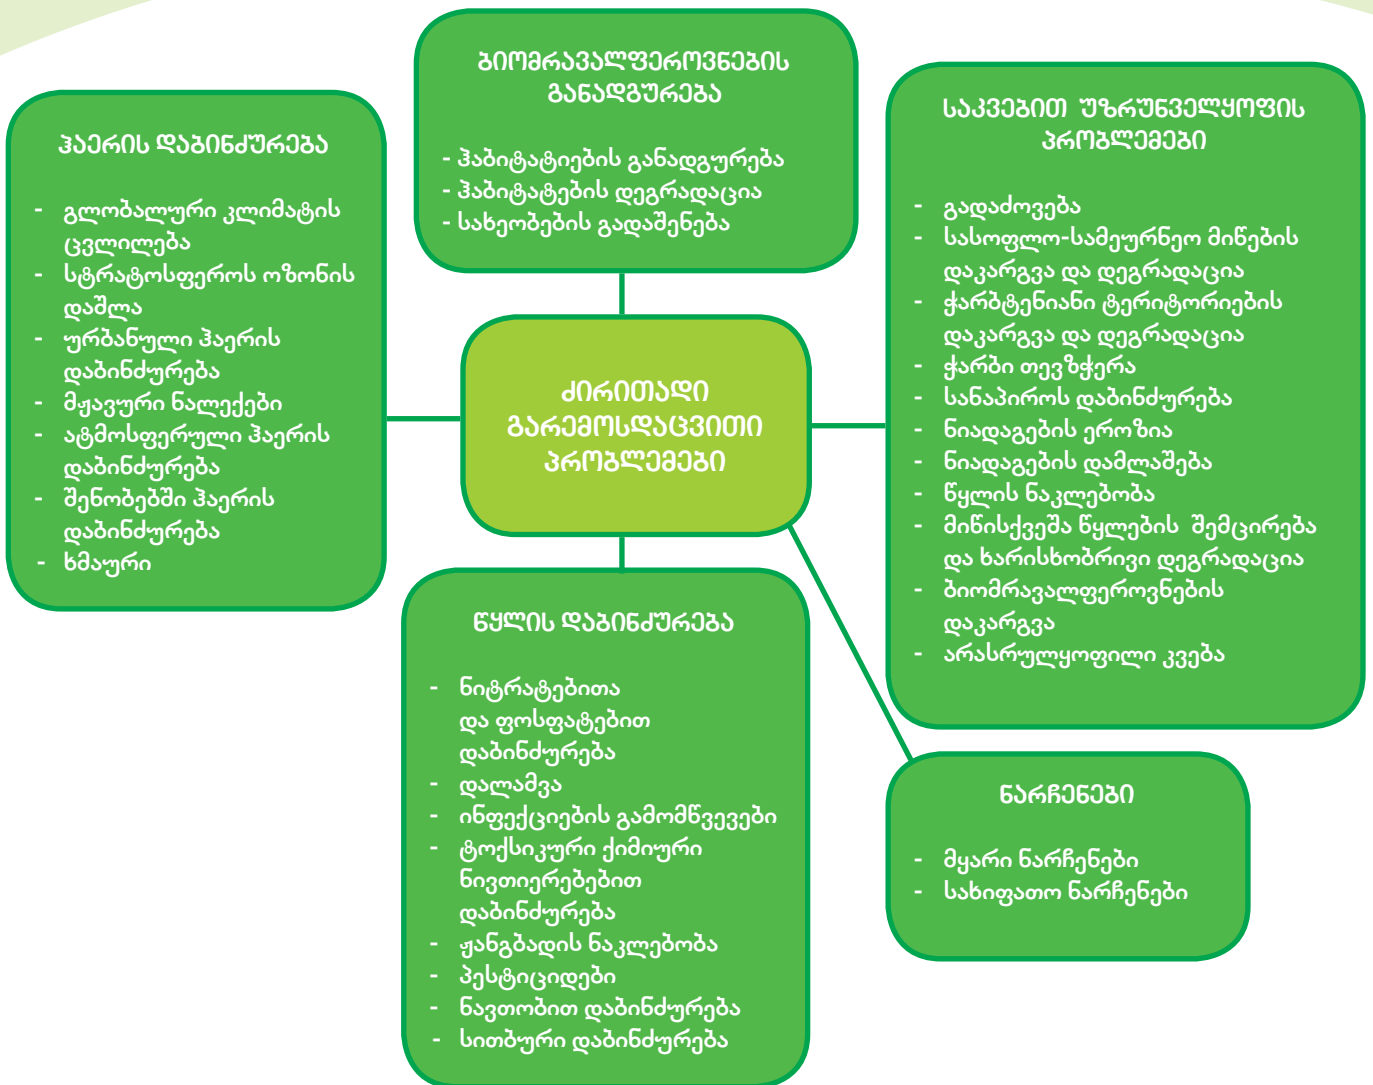 ბიომრავალფეროვნების
განადგურება
- ჰაბიტატიების განადგურება
- ჰაბიტატების დეგრადაცია
- სახეობების გადაშენება
ჰაერის დაბინძურება
- გლობალური კლიმატის
ცვლილება
- სტრატოსფეროს ოზონის
დაშლა
- ურბანული ჰაერის
დაბინძურება
- მჟავური ნალექები
- ატმოსფერული ჰაერის
დაბინძურება
- შენობებში ჰაერის
დაბინძურება
- ხმაური
ძირითადი
გარემოსდაცვითი
პრობლემები
საკვებით უზრუნველყოფის
პრობლემები
- გადაძოვება
- სასოფლო-სამეურნეო მიწების
დაკარგვა და დეგრადაცია
- ჭარბტენიანი ტერიტორიების
დაკარგვა და დეგრადაცია
- ჭარბი თევზჭერა
- სანაპიროს დაბინძურება
- ნიადაგების ეროზია
- ნიადაგების დამლაშება
- წყლის ნაკლებობა
- მიწისქვეშა წყლების შემცირება
და ხარისხობრივი დეგრადაცია
- ბიომრავალფეროვნების
დაკარგვა
- არასრულყოფილი კვება
წყლის დაბინძურება
- ნიტრატებითა
და ფოსფატებით
დაბინძურება
- დალამვა
- ინფექციების გამომწვევები
- ტოქსიკური ქიმიური
ნივთიერებებით
დაბინძურება
- ჟანგბადის ნაკლებობა
- პესტიციდები
- ნავთობით დაბინძურება
- სითბური დაბინძურება
ნარჩენები
- მყარი ნარჩენები
- სახიფათო ნარჩენები